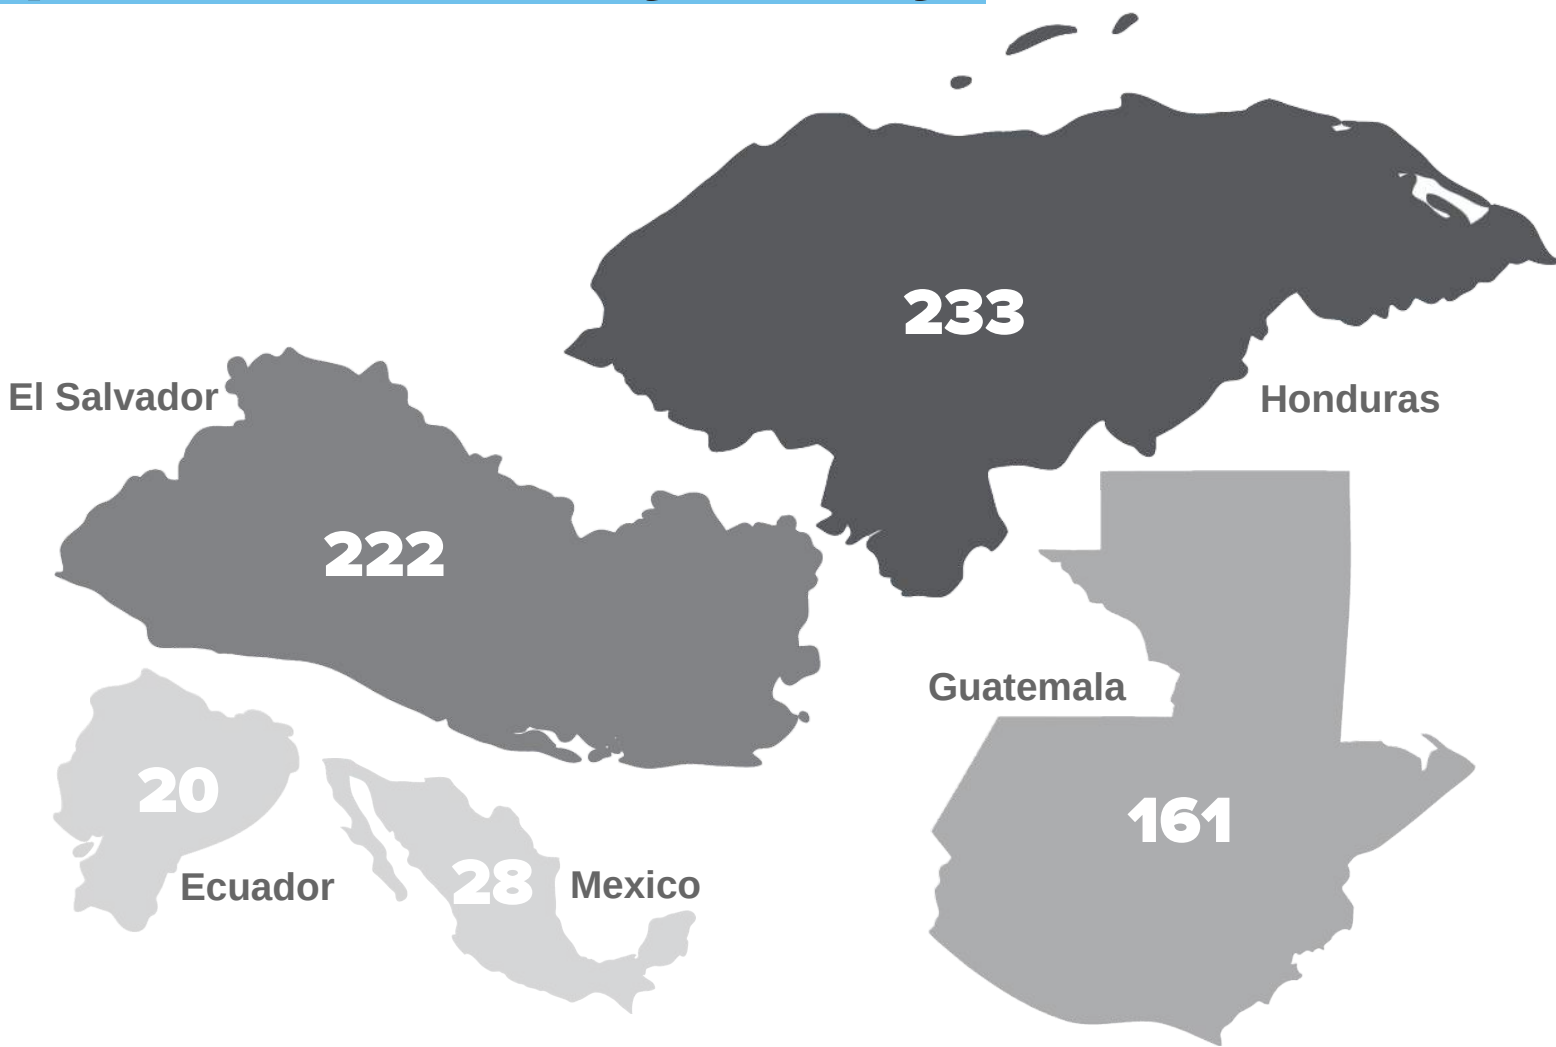 233
El Salvador
Honduras
222
Guatemala
20
161
Ecuador
28
Mexico